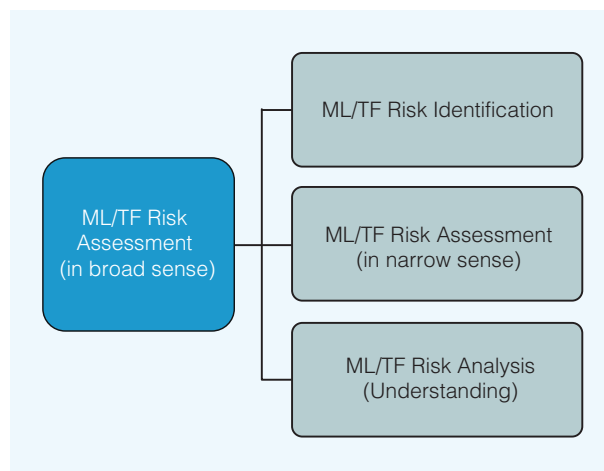 ML/TF Risk
Assessment
(in broad sense)
ML/TF Risk Identification
ML/TF Risk Assessment
(in narrow sense)
ML/TF Risk Analysis
(Understanding)